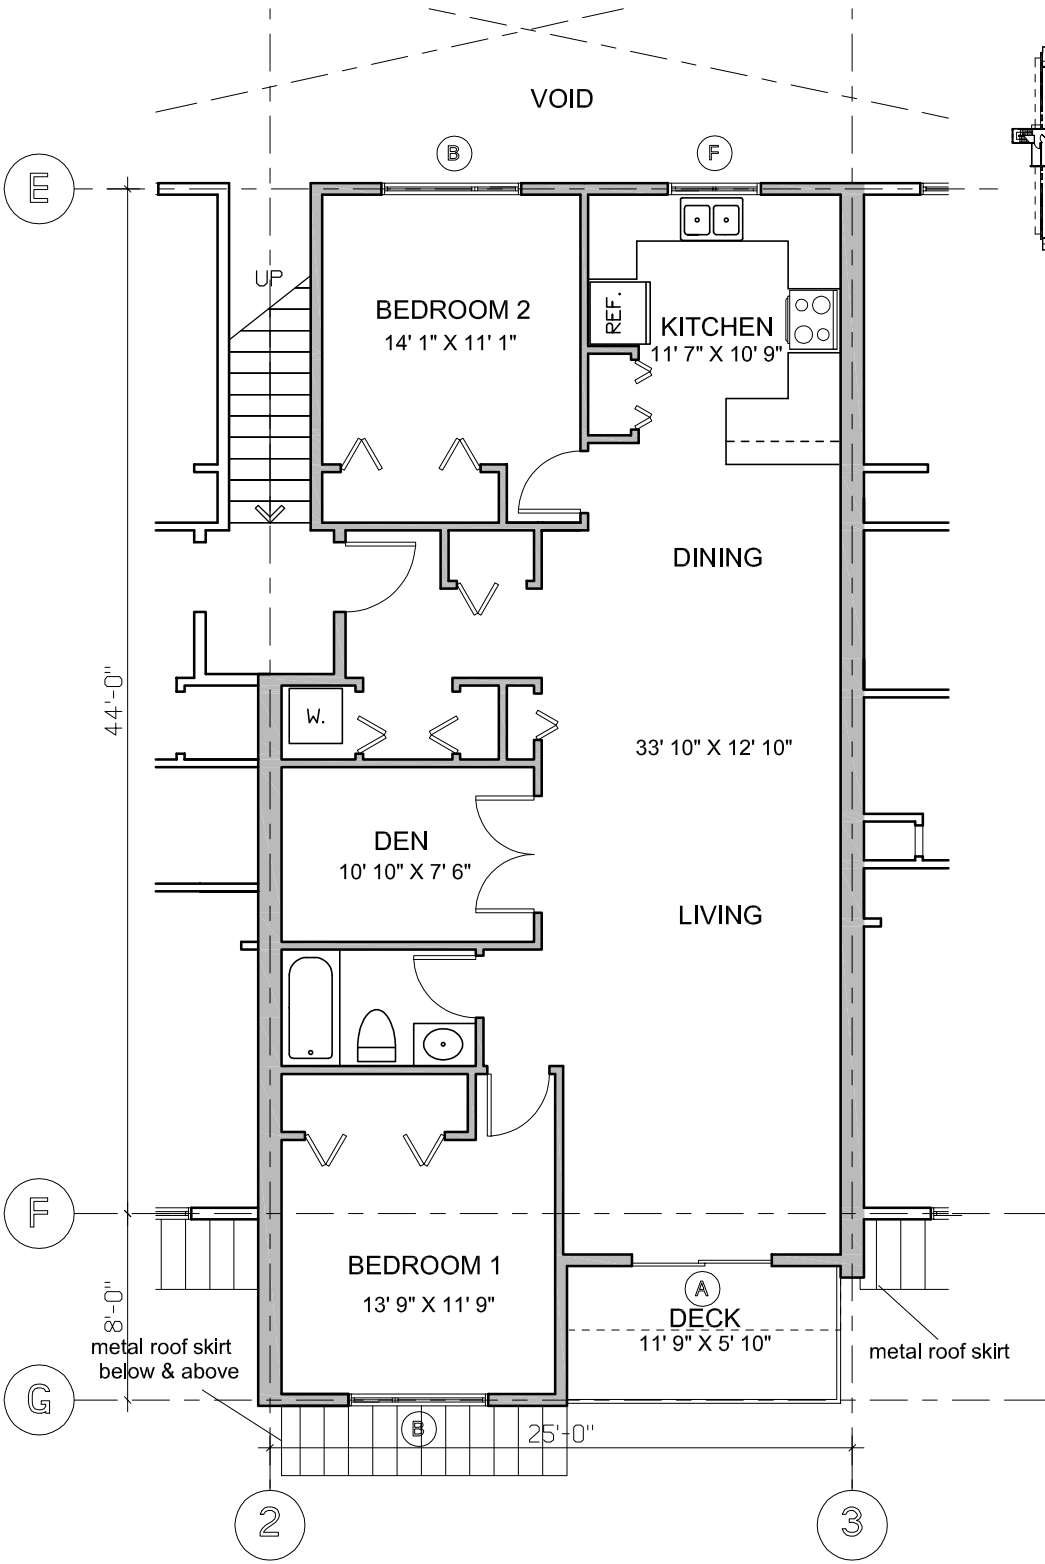 VOID
B
F
E
UP
BEDROOM 2
14' 1" X 11' 1"
REF.
KITCHEN
11' 7" X 10' 9"
DINING
44'-0"
W.
33' 10" X 12' 10"
DEN
10' 10" X 7' 6"
LIVING
F
BEDROOM 1
13' 9" X 11' 9"
A
DECK
11' 9" X 5' 10"
8'-0"
metal roof skirt
below & above
metal roof skirt
G
B
25'-0"
2
3